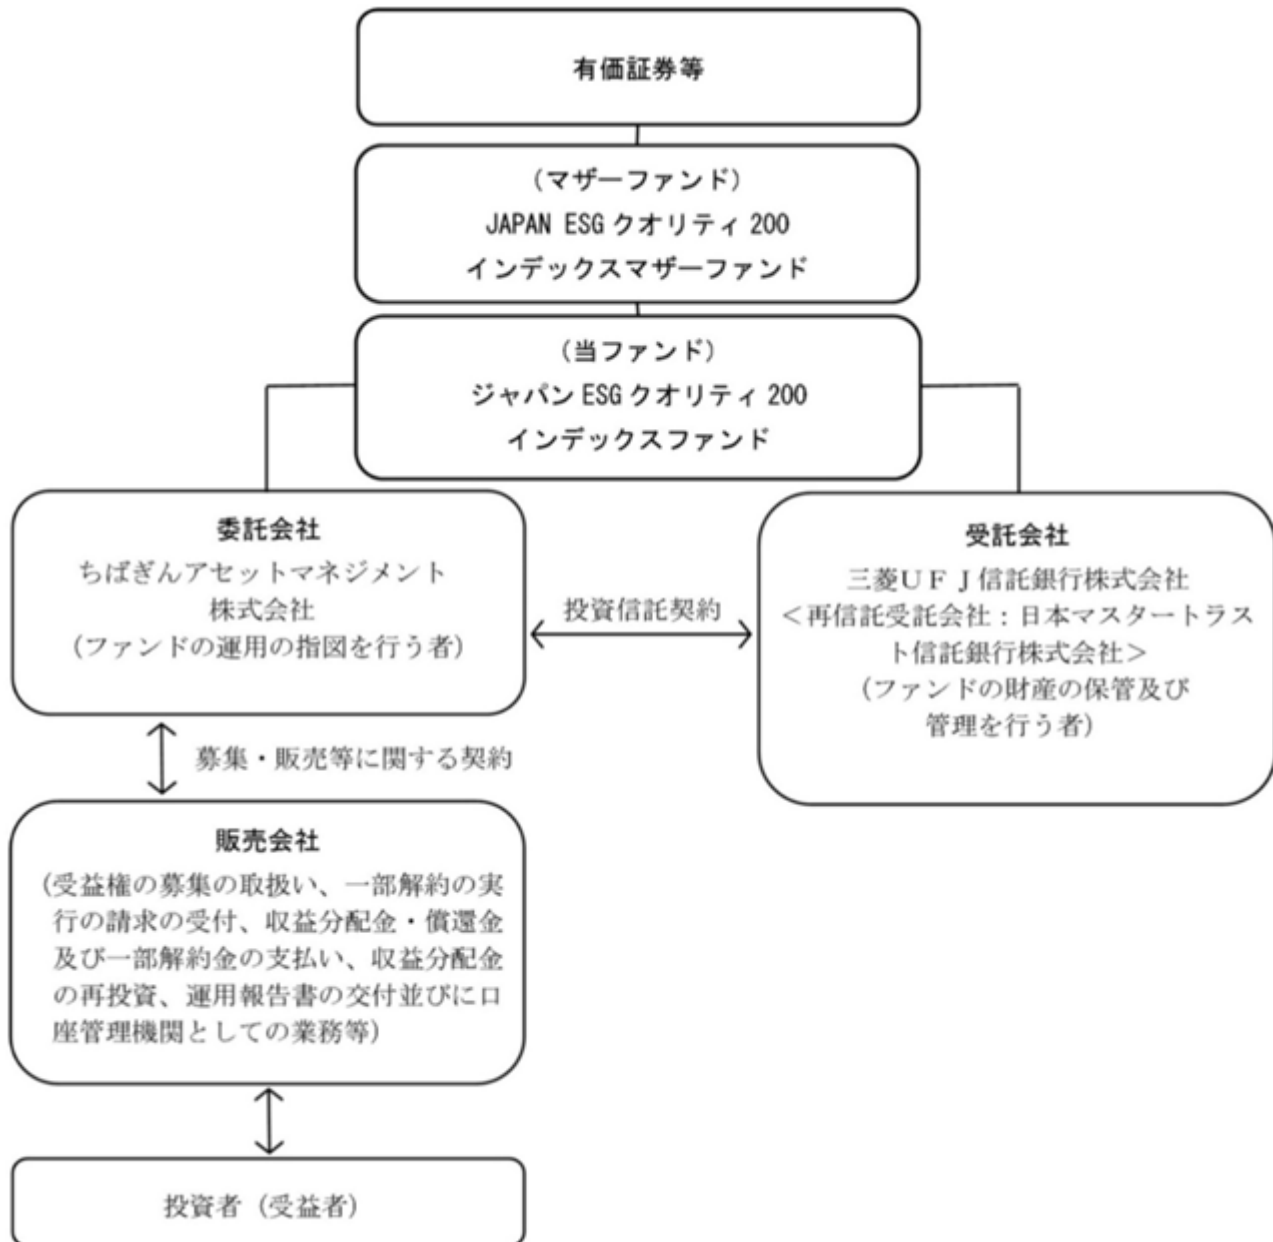 有価証券等
(マザーファンド)
JAPAN ESG クオリティ 200
インデックスマザーファンド
(当ファンド)
ジャパン ESG クオリティ 200
インデックスファンド
委託会社
ちばぎんアセットマネジメント
株式会社
(ファンドの運用の指図を行う者)
投資信託契約
受託会社
三菱UFJ信託銀行株式会社
<再信託受託会社:日本マスタートラス
ト信託銀行株式会社>
(ファンドの財産の保管及び
管理を行う者)
募集・販売等に関する契約
販売会社
(受益権の募集の取扱い、一部解約の実
行の請求の受付、収益分配金・償還金
及び一部解約金の支払い、収益分配金
の再投資、運用報告書の交付並びに口
座管理機関としての業務等)
投資者(受益者)